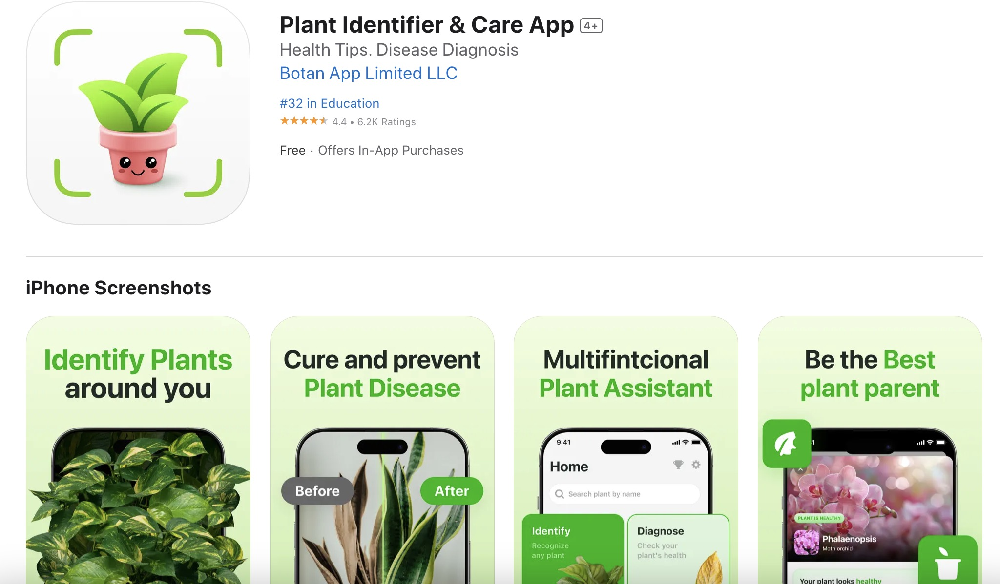 Plant Identifier & Care App 4+
Health Tips. Disease Diagnosis
Botan App Limited LLC
#32 in Education
4.4 • 6.2K Ratings
Free · Offers In-App Purchases
iPhone Screenshots
Identify Plants
around you
Cure and prevent
Plant Disease
Before
After
Multifintcional
Plant Assistant
9:41
Home
Search plant by name
Identify
Recognize
any plant
Diagnose
Check your
plant's health
Be the Best
plant parent
1
PLANT IS HEALTHY
Phalaenopsis
Moth orchid
Your plant looks healthy